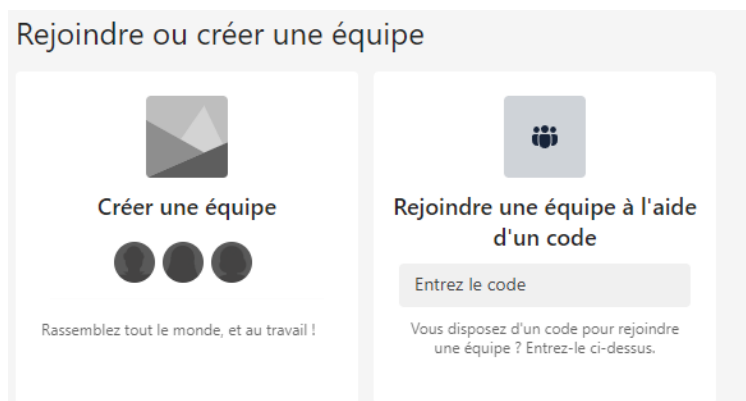 Rejoindre ou créer une équipe
Créer une équipe
Rassemblez tout le monde, et au travail !
Rejoindre une équipe à l'aide
d'un code
Entrez le code
Vous disposez d'un code pour rejoindre
une équipe ? Entrez-le ci-dessus.